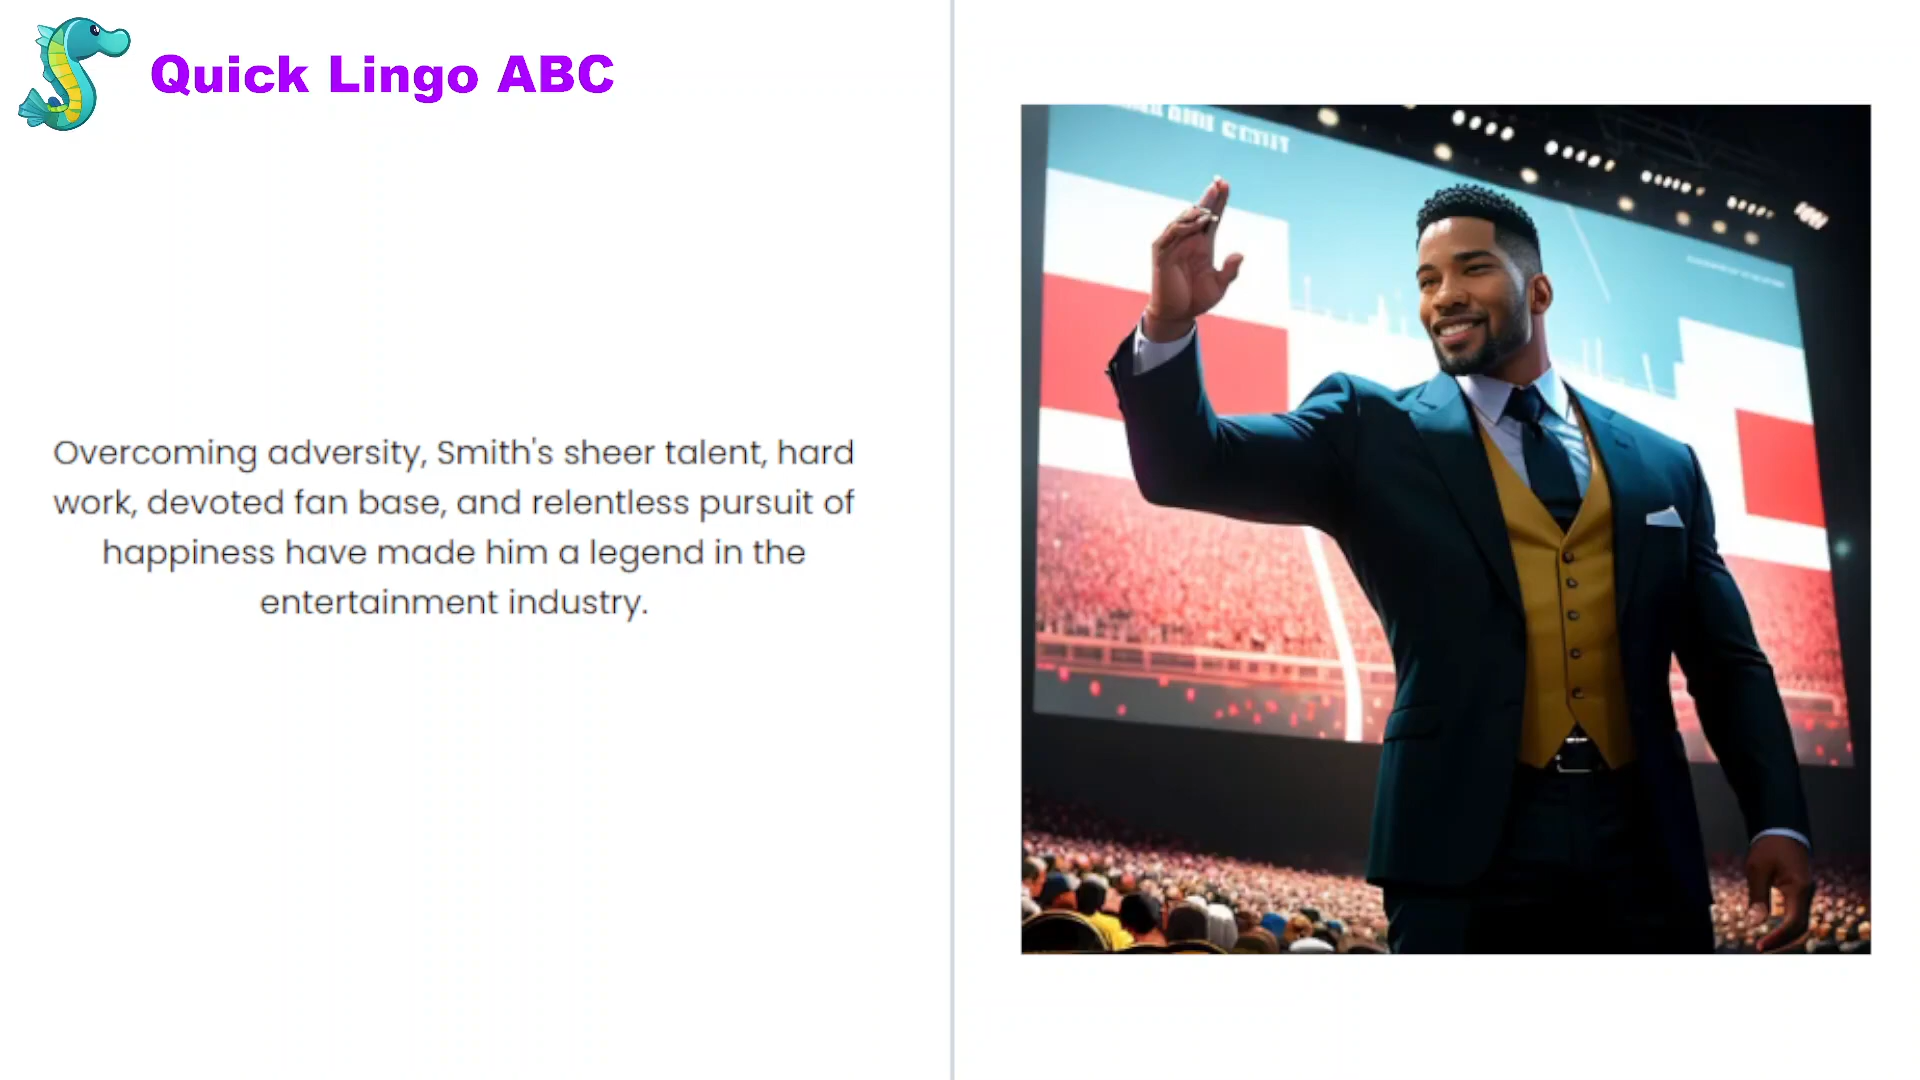 Quick Lingo ABC
Overcoming adversity, Smith's sheer talent, hard
work, devoted fan base, and relentless pursuit of
happiness have made him a legend in the
entertainment industry.